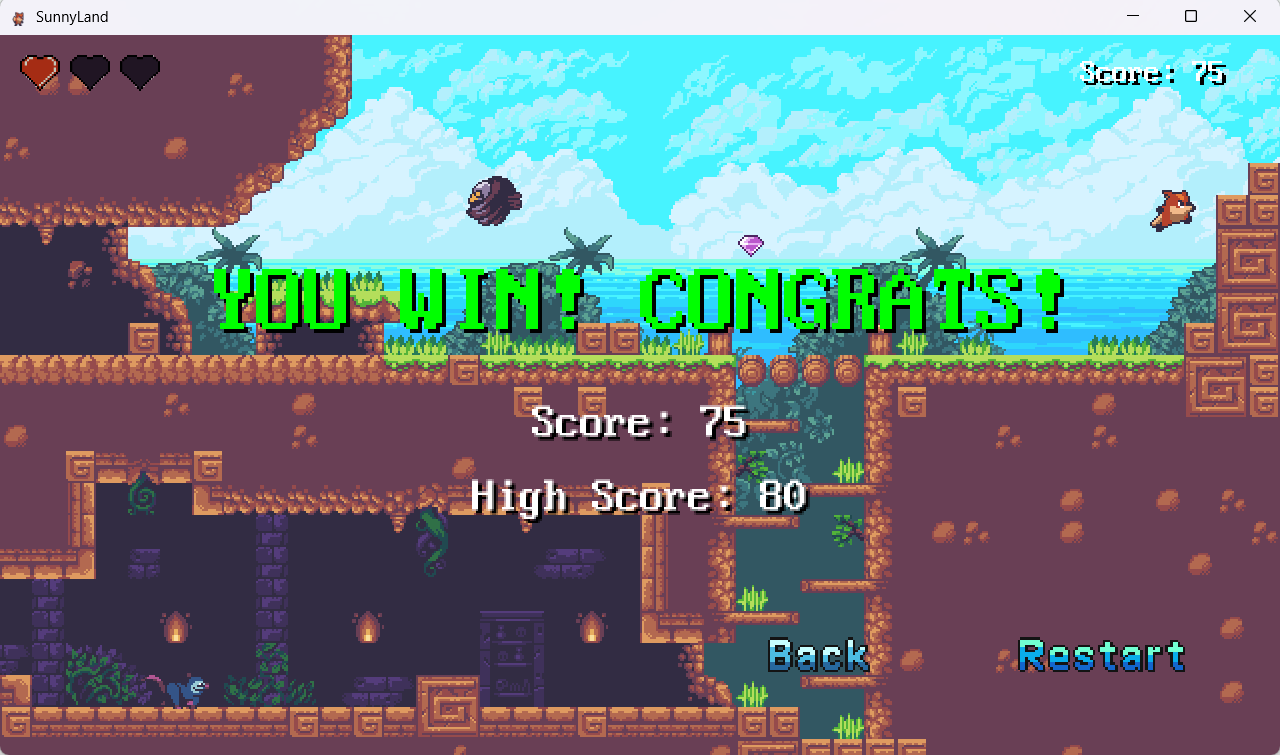 SunnyLand
Score: 75
YOU WIN! CONGRATS!
Score: 75
High Score: 80
Back
Restart